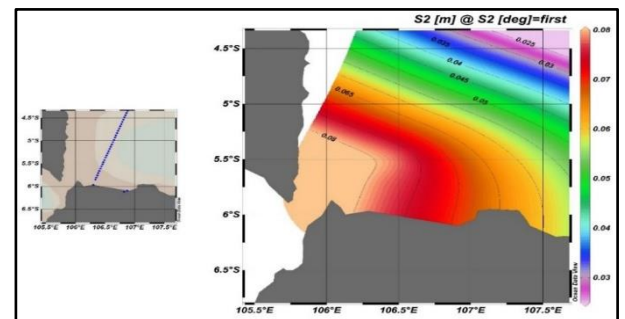 S2 [m] @ S2 [deg]=first
4.5°S
5°S
5.5°S
6°S
6.5°S
105.5°E 106°E 106.5°E 107°E 107.5°E
4.5°S
5°S
5.5°S
6°S
6.5°S
105.5°E 106°E 106.5°E 107°E 107.5°E
0.025
0.03
0.035
0.04
0.045
0.05
0.065
0.08
0.08
0.07
0.06
0.05
0.04
0.03
Ocean Data View